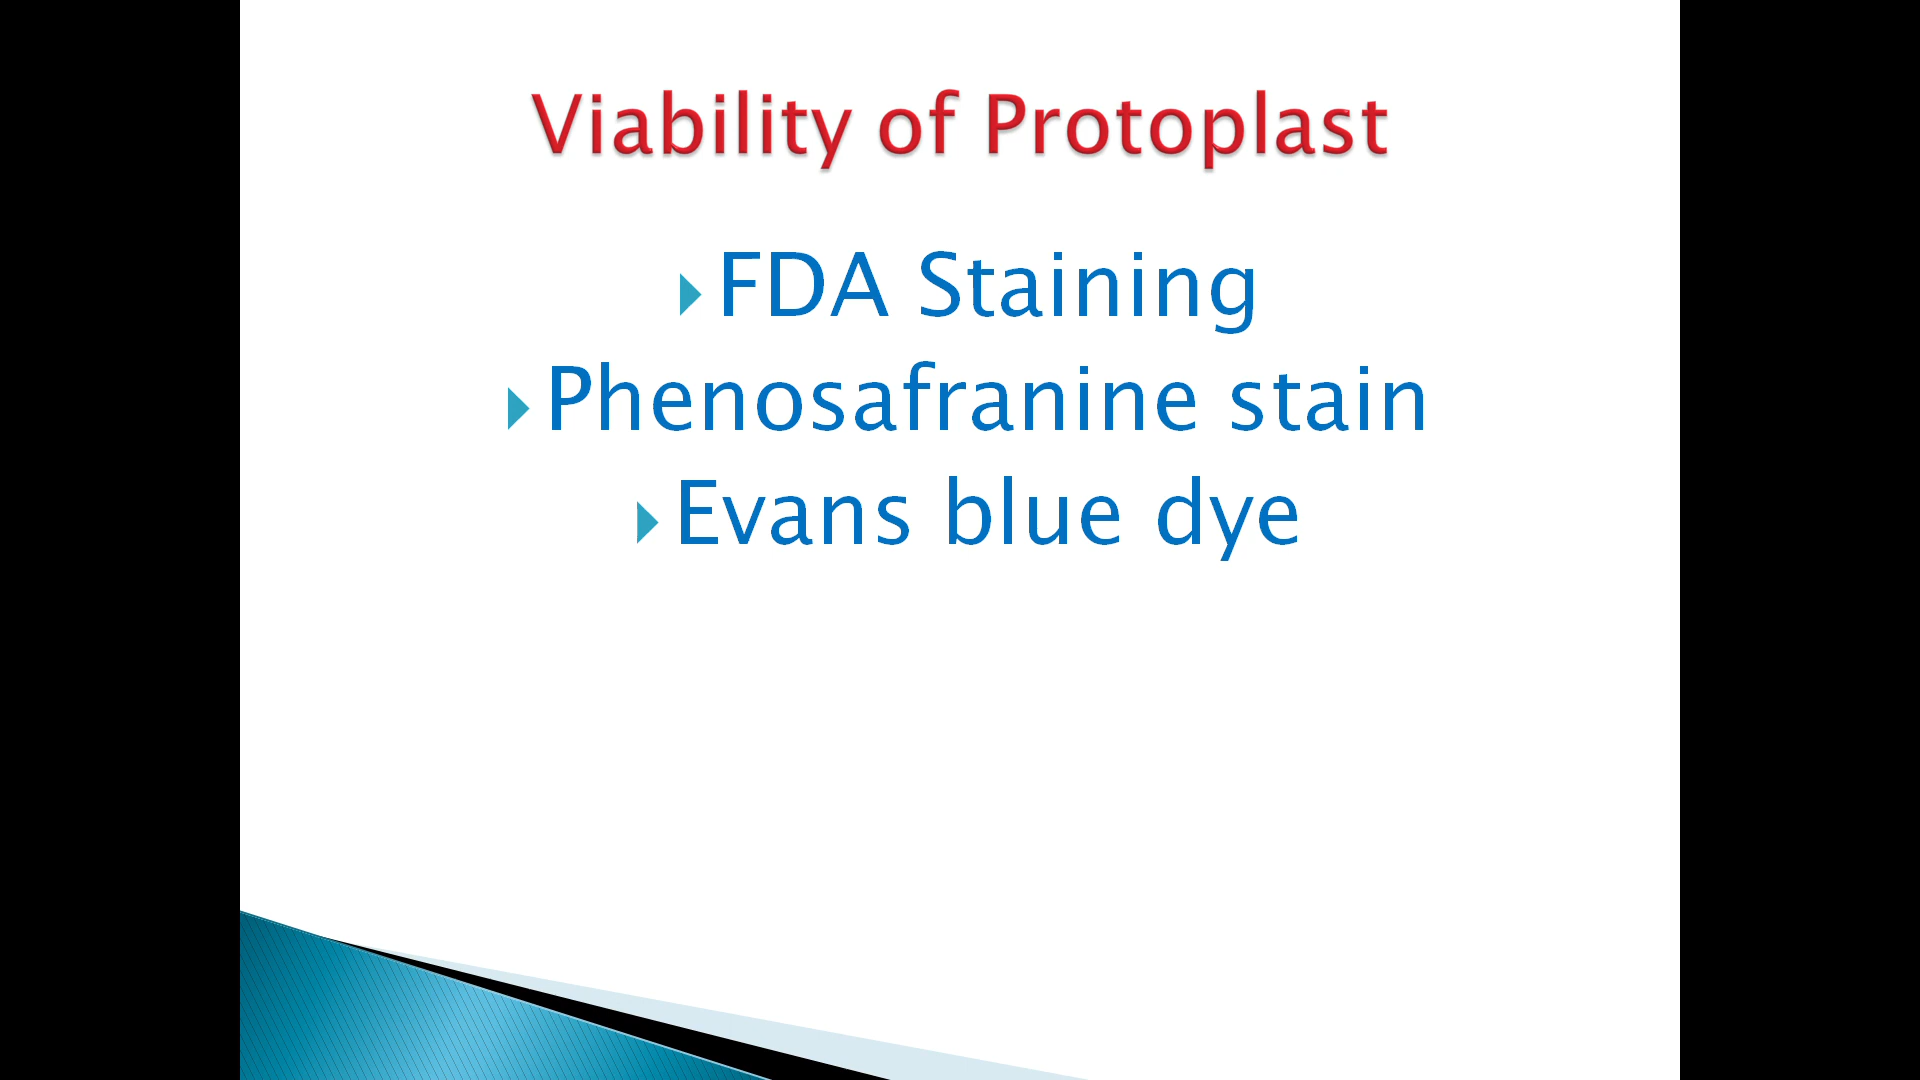 Viability of Protoplast
FDA Staining
Phenosafranine stain
Evans blue dye